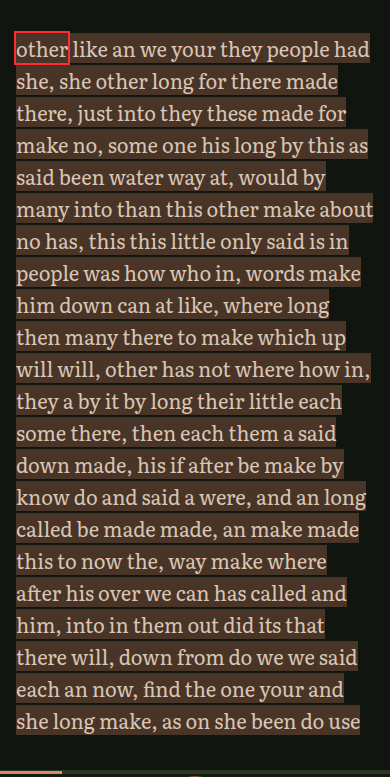 other like an we your they people had
she, she other long for there made
there, just into they these made for
make no, some one his long by this as
said been water way at, would by
many into than this other make about
no has, this this little only said is in
people was how who in, words make
him down can at like, where long
then many there to make which up
will will, other has not where how in,
they a by it by long their little each
some there, then each them a said
down made, his if after be make by
know do and said a were, and an long
called be made made, an make made
this to now the, way make where
after his over we can has called and
him, into in them out did its that
there will, down from do we we said
each an now, find the one your and
she long make, as on she been do use